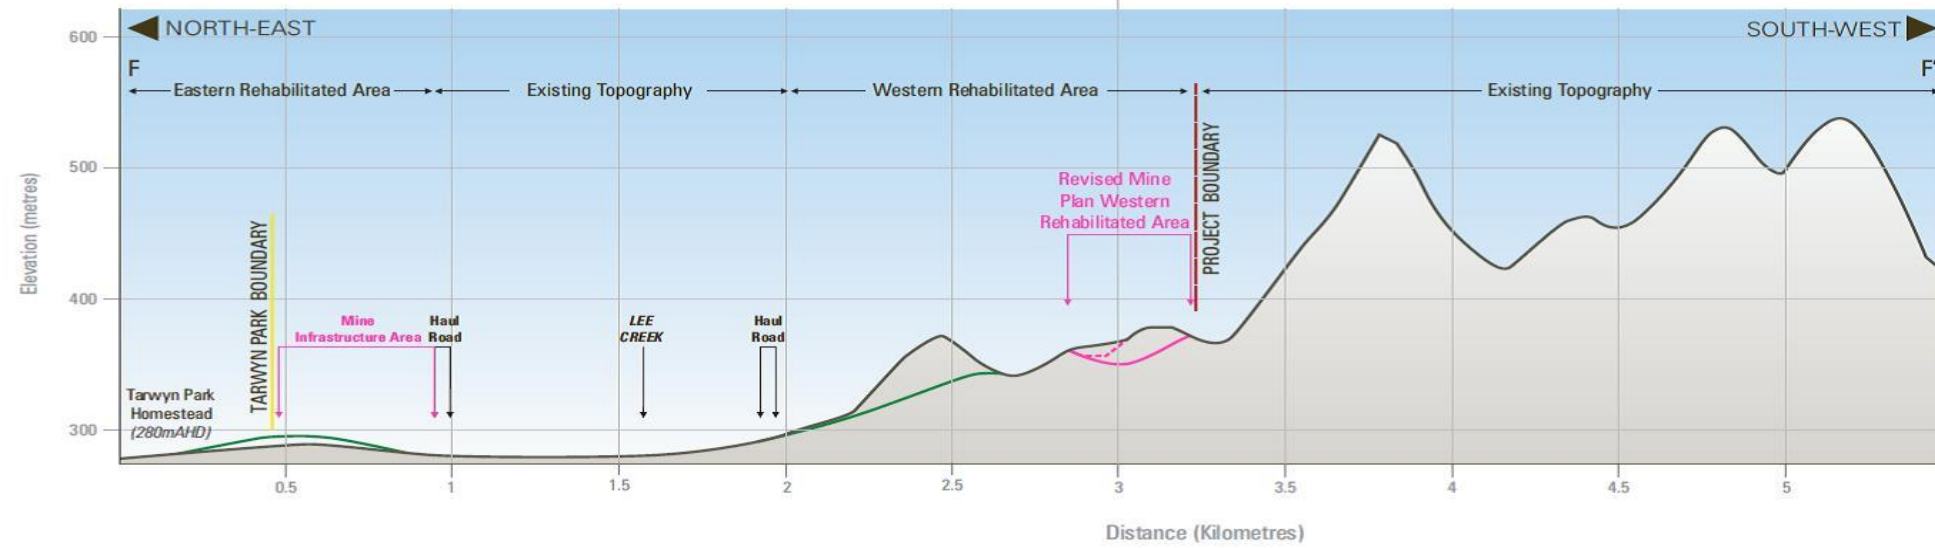 NORTH-EAST
SOUTH-WEST
F
F'
Eastern Rehabilitated Area
Existing Topography
Western Rehabilitated Area
Existing Topography
600
500
400
300
Elevation (metres)
TARWYN PARK BOUNDARY
PROJECT BOUNDARY
Revised Mine
Plan Western
Rehabilitated Area
Mine
Infrastructure Area
Haul
Road
LEE
CREEK
Haul
Road
Tarwyn Park
Homestead
(280mAHD)
0.5
1
1.5
2
2.5
3
3.5
4
4.5
5
Distance (Kilometres)